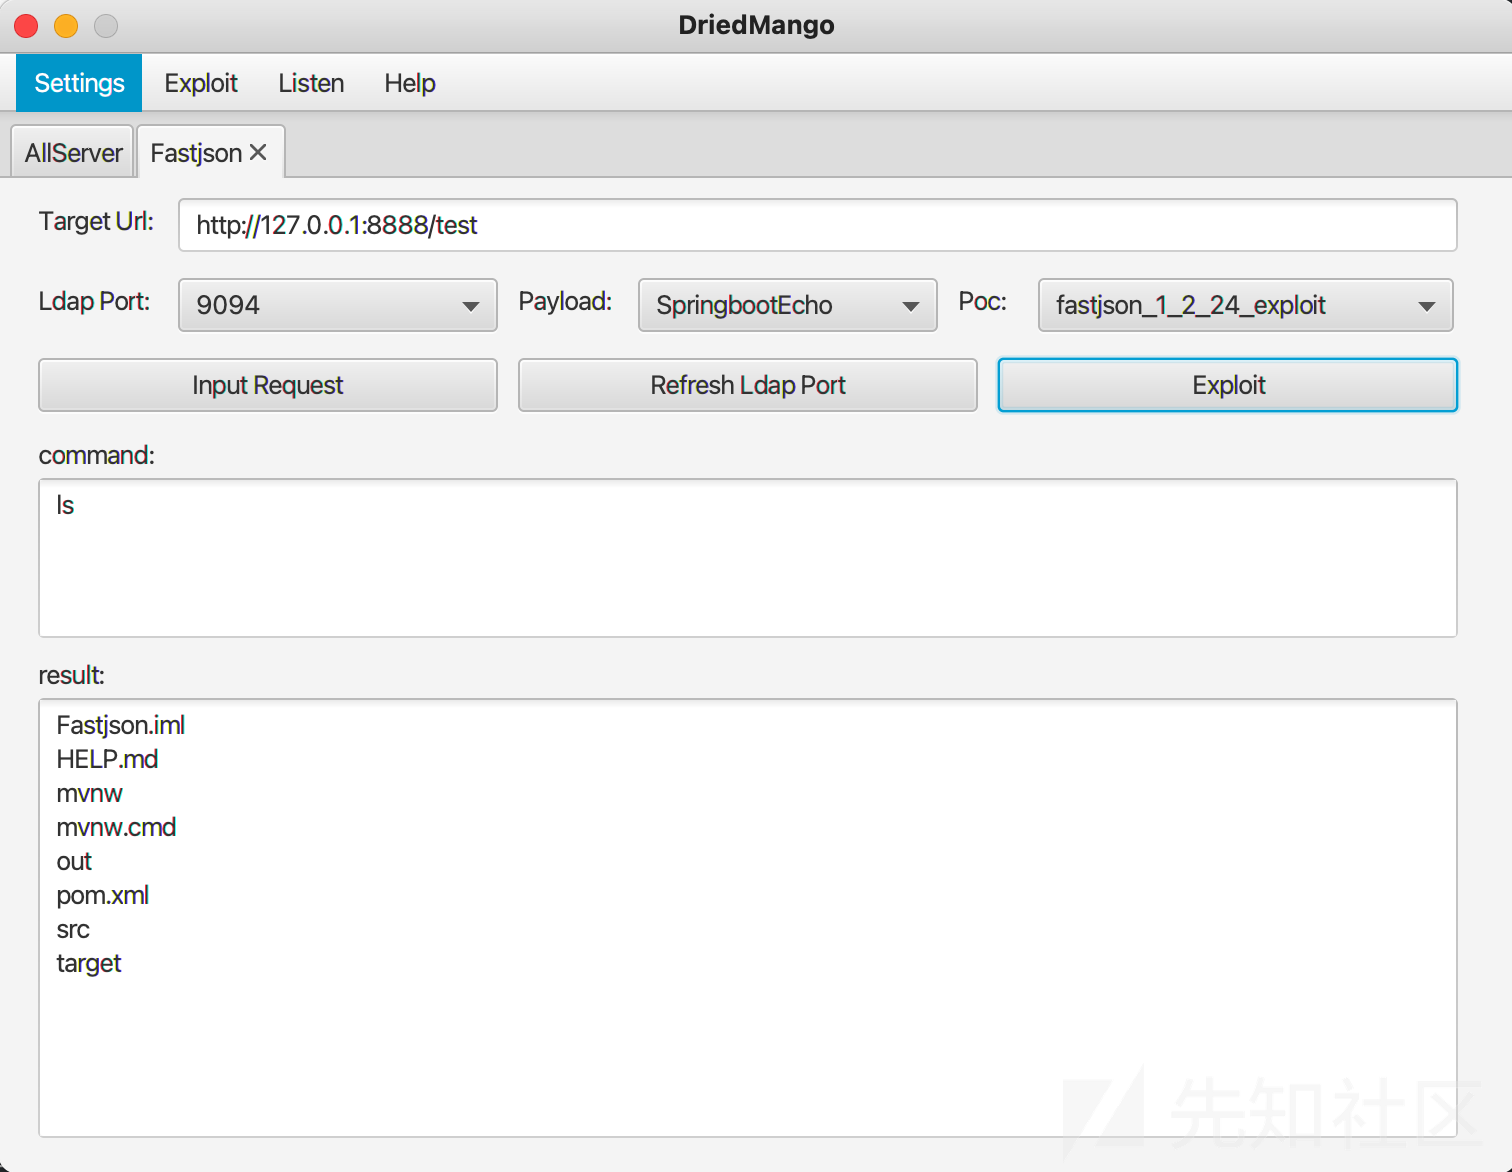 DriedMango
Settings Exploit Listen Help
AllServer Fastjson
Target Url: http://127.0.0.1:8888/test
Ldap Port: 9094 Payload: SpringbootEcho Poc: fastjson_1_2_24_exploit
Input Request Refresh Ldap Port Exploit
command:
ls
result:
Fastjson.iml
HELP.md
mvnw
mvnw.cmd
out
pom.xml
src
target
先知社区